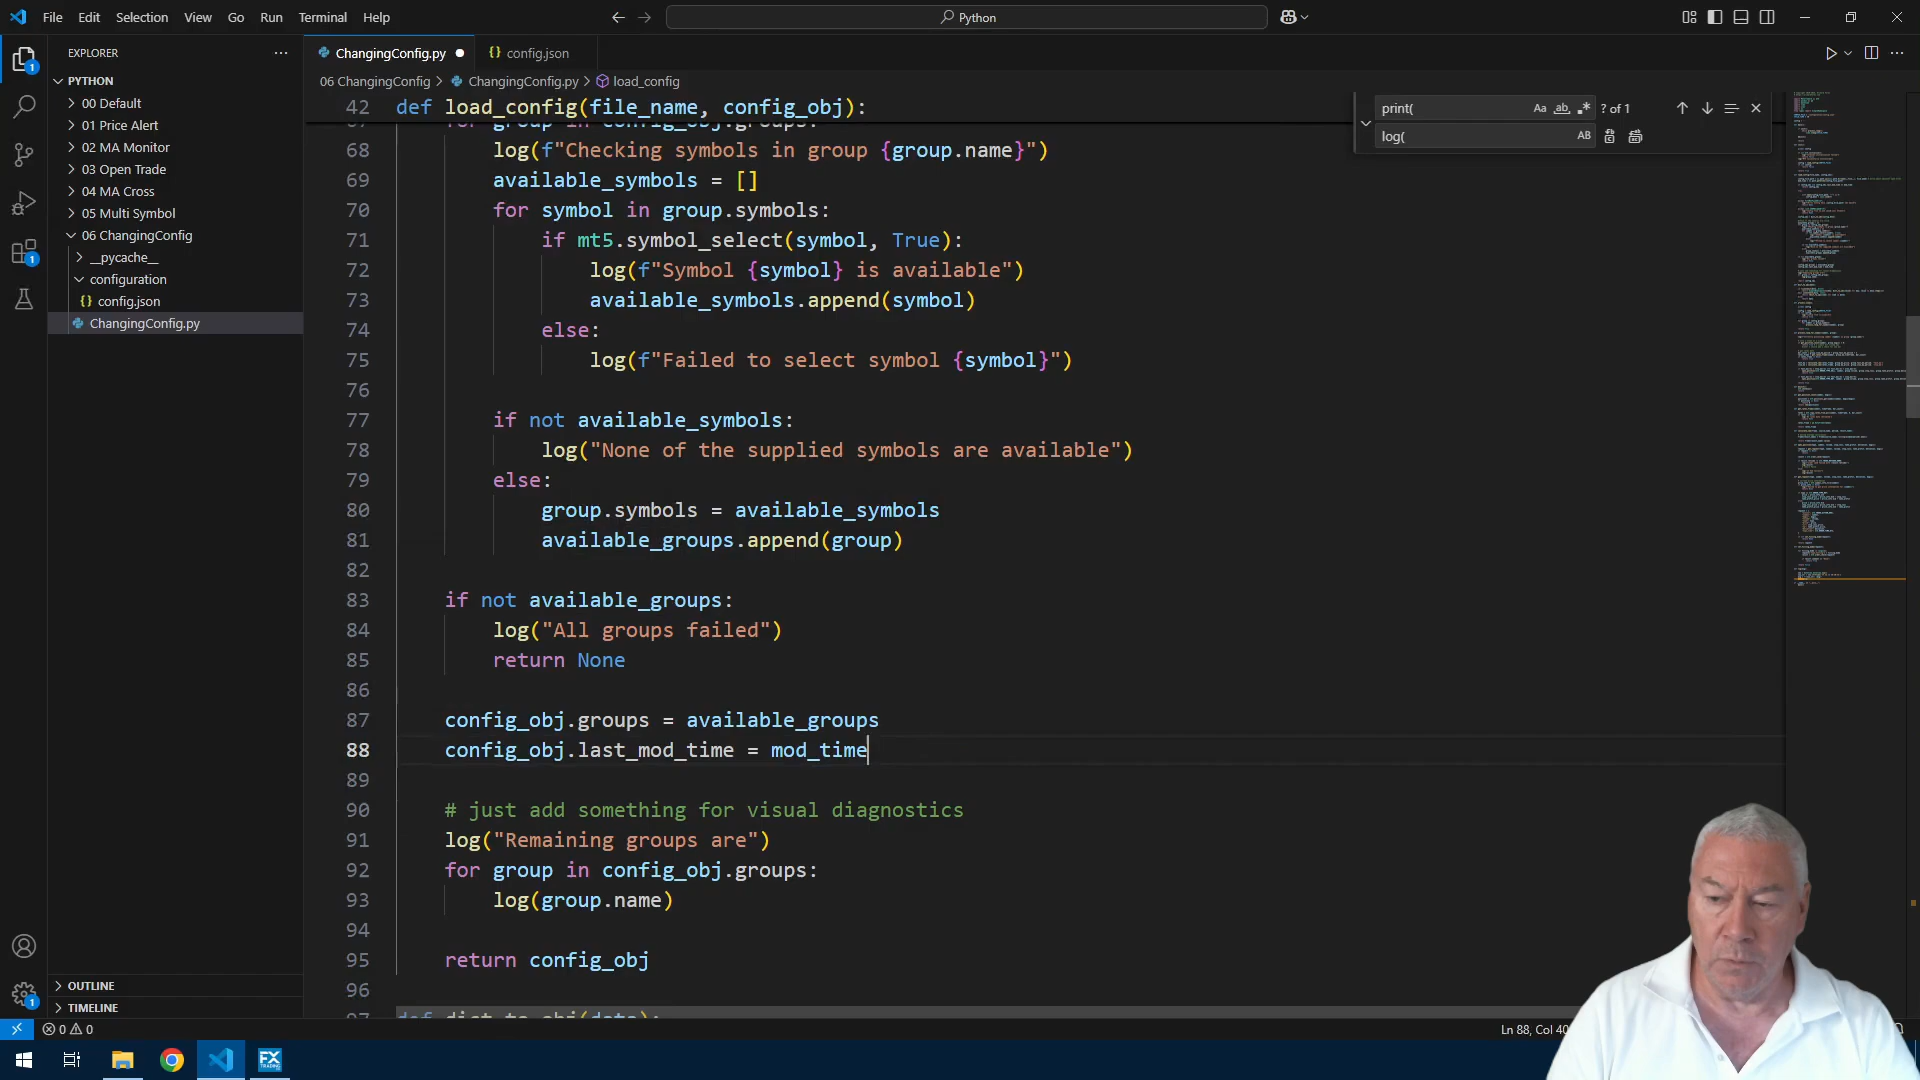 File Edit Selection View Go Run Terminal Help
Python
EXPLORER
PYTHON
00 Default
01 Price Alert
02 MA Monitor
03 Open Trade
04 MA Cross
05 Multi Symbol
06 ChangingConfig
__pycache__
configuration
config.json
ChangingConfig.py
OUTLINE
TIMELINE
ChangingConfig.py
config.json
06 ChangingConfig > ChangingConfig.py > load_config
print(
? of 1
log(
42 def load_config(file_name, config_obj):
68 log(f"Checking symbols in group {group.name}")
69 available_symbols = []
70 for symbol in group.symbols:
71 if mt5.symbol_select(symbol, True):
72 log(f"Symbol {symbol} is available")
73 available_symbols.append(symbol)
74 else:
75 log(f"Failed to select symbol {symbol}")
76
77 if not available_symbols:
78 log("None of the supplied symbols are available")
79 else:
80 group.symbols = available_symbols
81 available_groups.append(group)
82
83 if not available_groups:
84 log("All groups failed")
85 return None
86
87 config_obj.groups = available_groups
88 config_obj.last_mod_time = mod_time
89
90 # just add something for visual diagnostics
91 log("Remaining groups are")
92 for group in config_obj.groups:
93 log(group.name)
94
95 return config_obj
96
0 0
Ln 88, Col 40
FX
TRADING